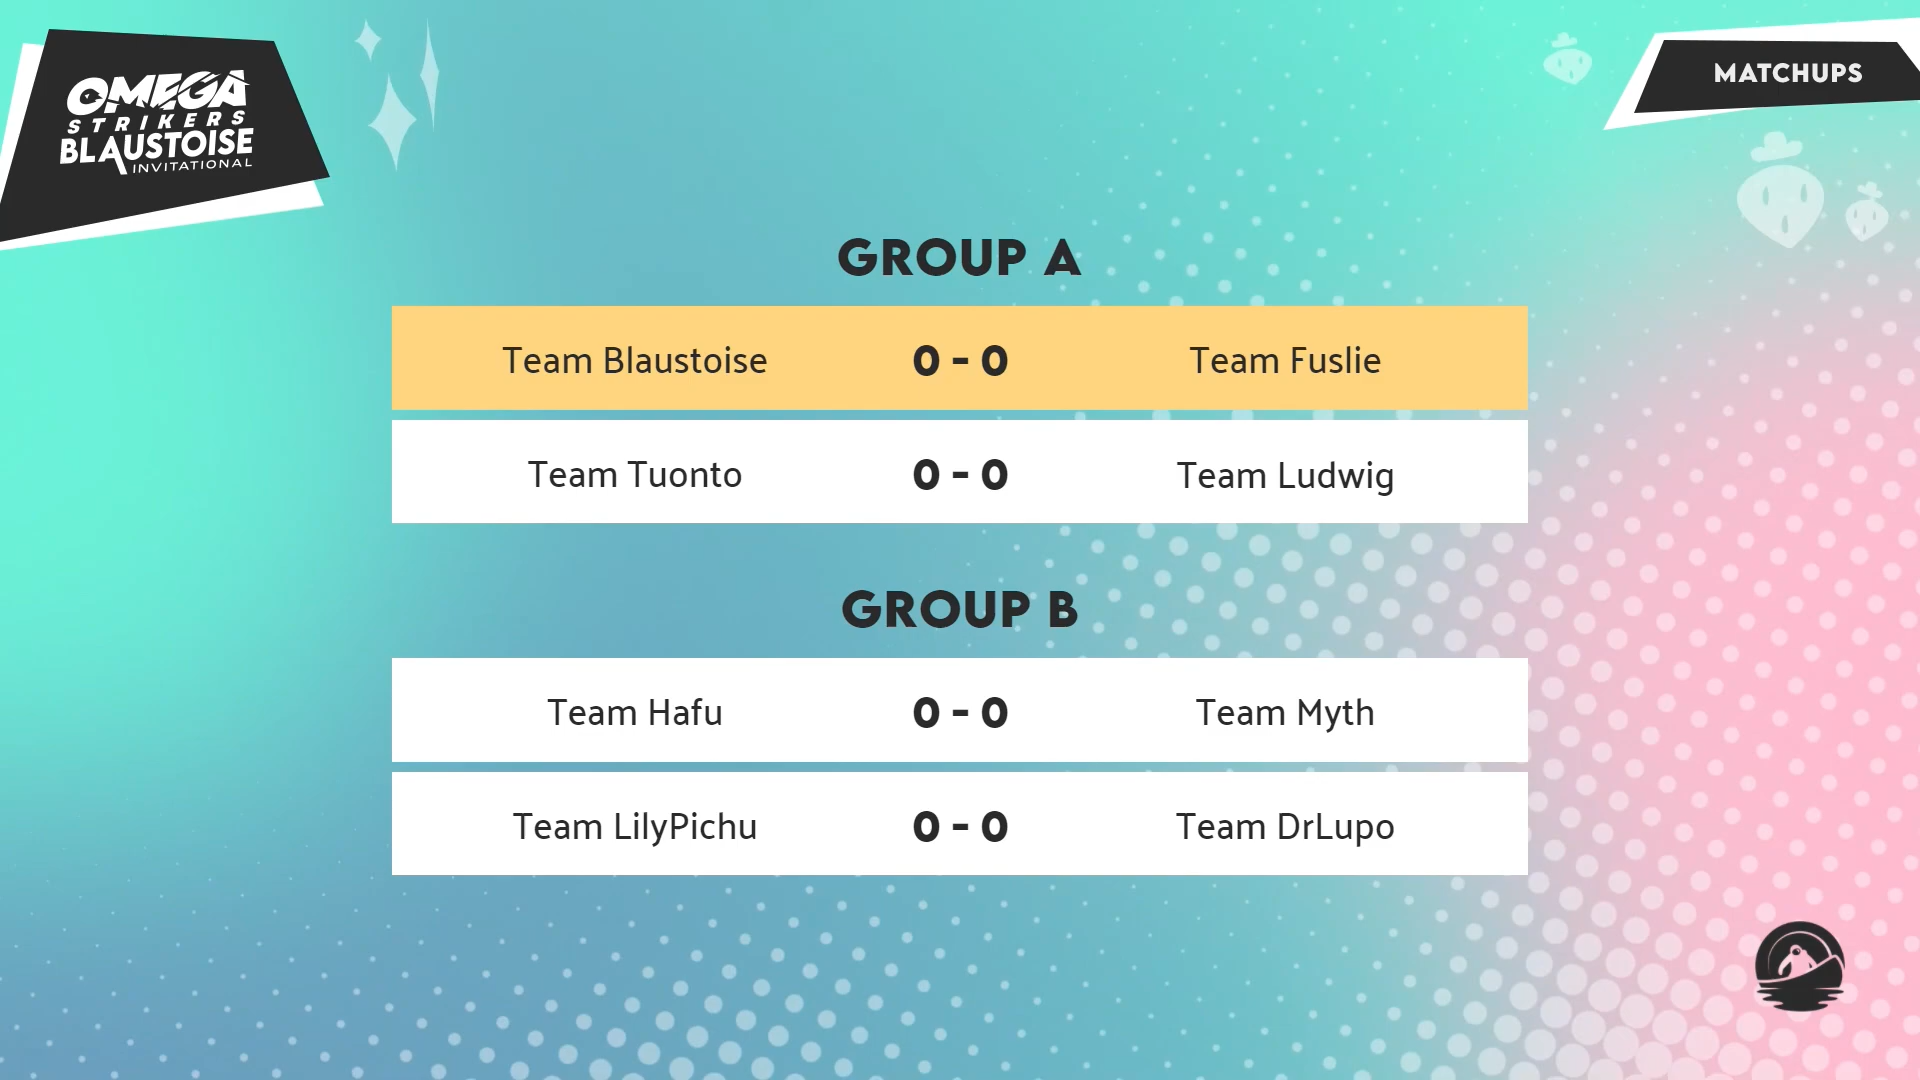 OMEGA
STRIKERS
BLAUSTOISE
INVITATIONAL
MATCHUPS
GROUP A
Team Blaustoise 0 - 0 Team Fuslie
Team Tuonto 0 - 0 Team Ludwig
GROUP B
Team Hafu 0 - 0 Team Myth
Team LilyPichu 0 - 0 Team DrLupo